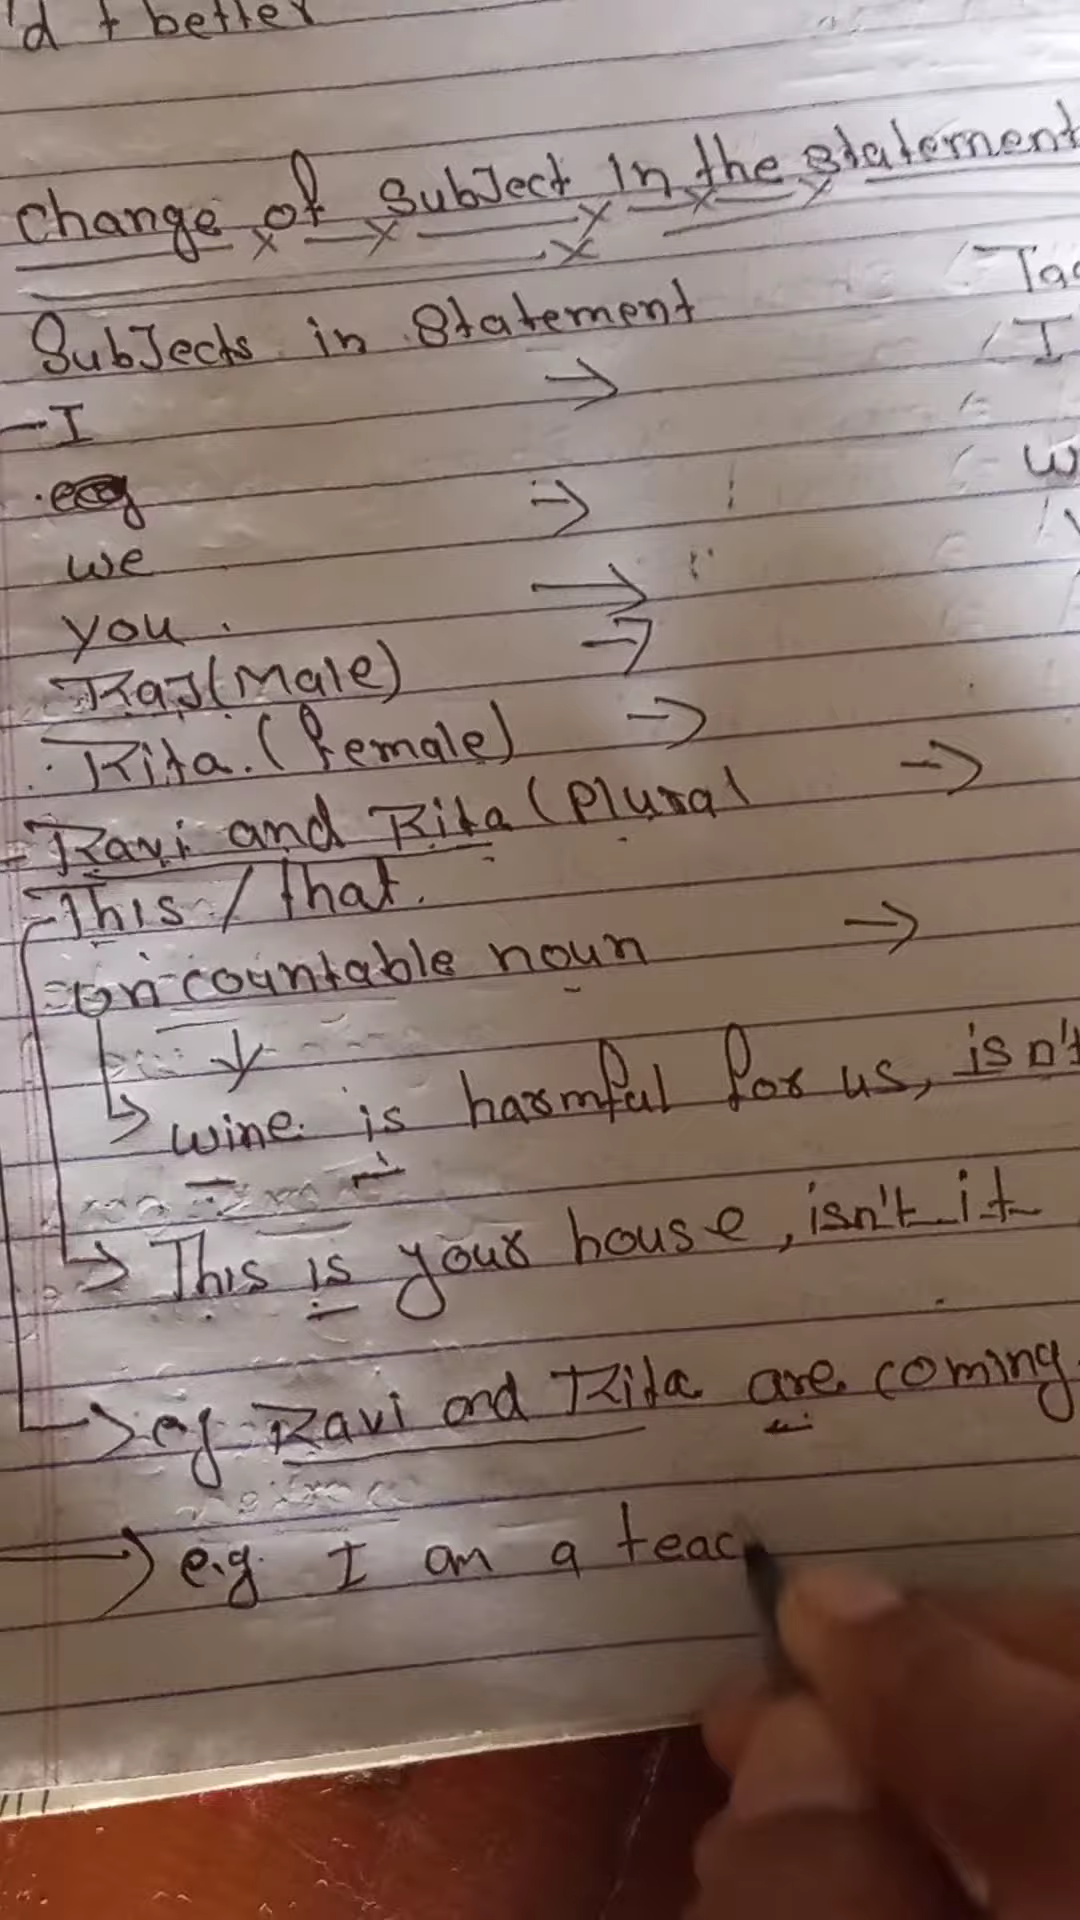 'd + better
Change of Subject in the statement
Subjects in Statement Tag
- I → I
we → W
you . →
Raj (Male) →
Rita. (female) →
- Ravi and Rita (Plural →
- This / that.
uncountable noun →
↓
↳ wine is harmful for us, isn't
→ This is your house, isn't it
→ eg Ravi and Rita are coming
→ e.g. I am a teac